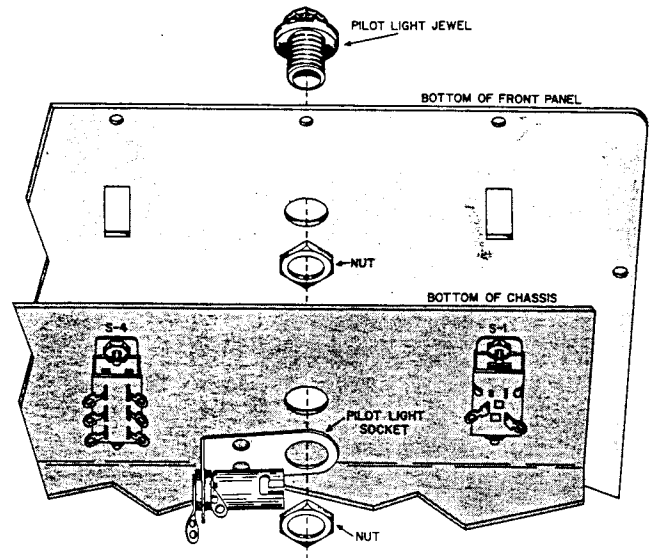 PILOT LIGHT JEWEL
BOTTOM OF FRONT PANEL
NUT
BOTTOM OF CHASSIS
S-4
S-1
PILOT LIGHT
SOCKET
NUT